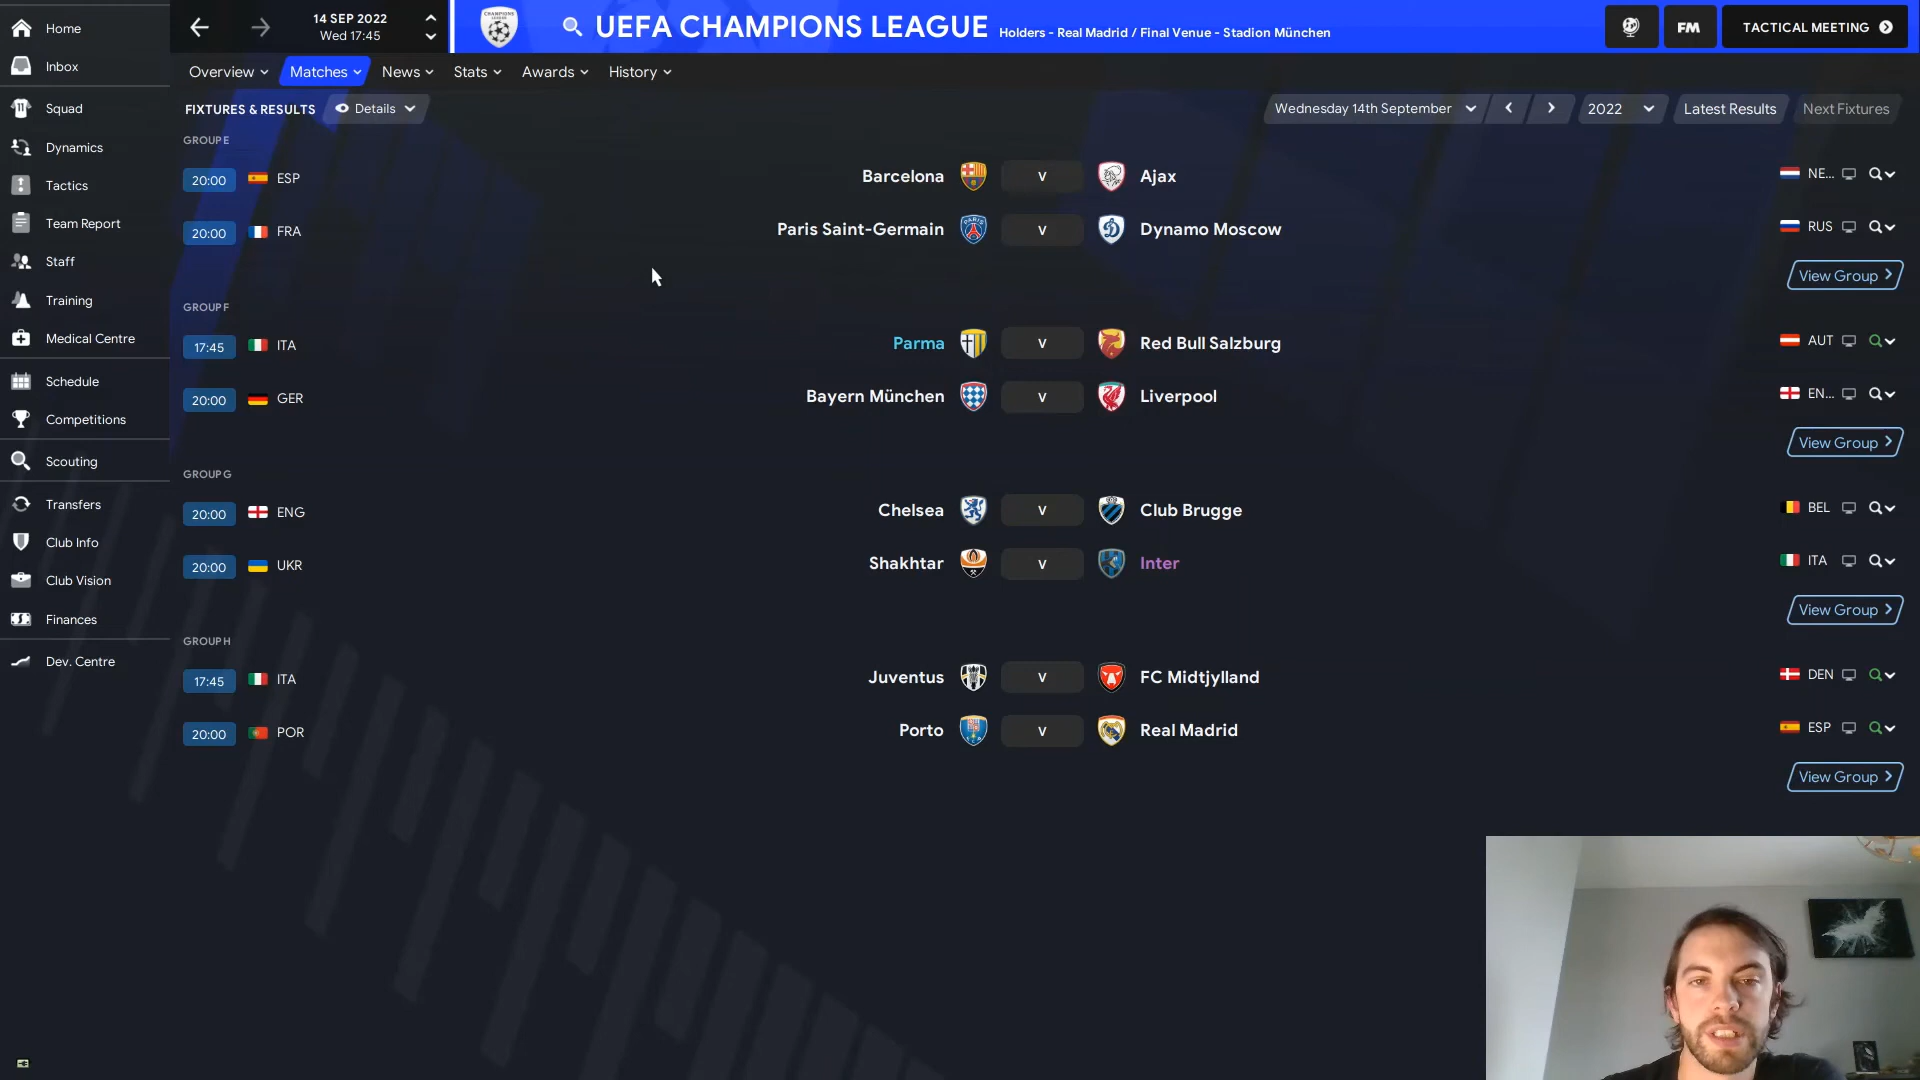 Home
Inbox
Squad
Dynamics
Tactics
Team Report
Staff
Training
Medical Centre
Schedule
Competitions
Scouting
Transfers
Club Info
Club Vision
Finances
Dev. Centre
14 SEP 2022
Wed 17:45
UEFA CHAMPIONS LEAGUE
Holders - Real Madrid / Final Venue - Stadion München
FM
TACTICAL MEETING
Overview Matches News Stats Awards History
FIXTURES & RESULTS Details
Wednesday 14th September 2022 Latest Results Next Fixtures
GROUP E
20:00 ESP Barcelona v Ajax NE...
20:00 FRA Paris Saint-Germain v Dynamo Moscow RUS
View Group
GROUP F
17:45 ITA Parma v Red Bull Salzburg AUT
20:00 GER Bayern München v Liverpool EN...
View Group
GROUP G
20:00 ENG Chelsea v Club Brugge BEL
20:00 UKR Shakhtar v Inter ITA
View Group
GROUP H
17:45 ITA Juventus v FC Midtjylland DEN
20:00 POR Porto v Real Madrid ESP
View Group